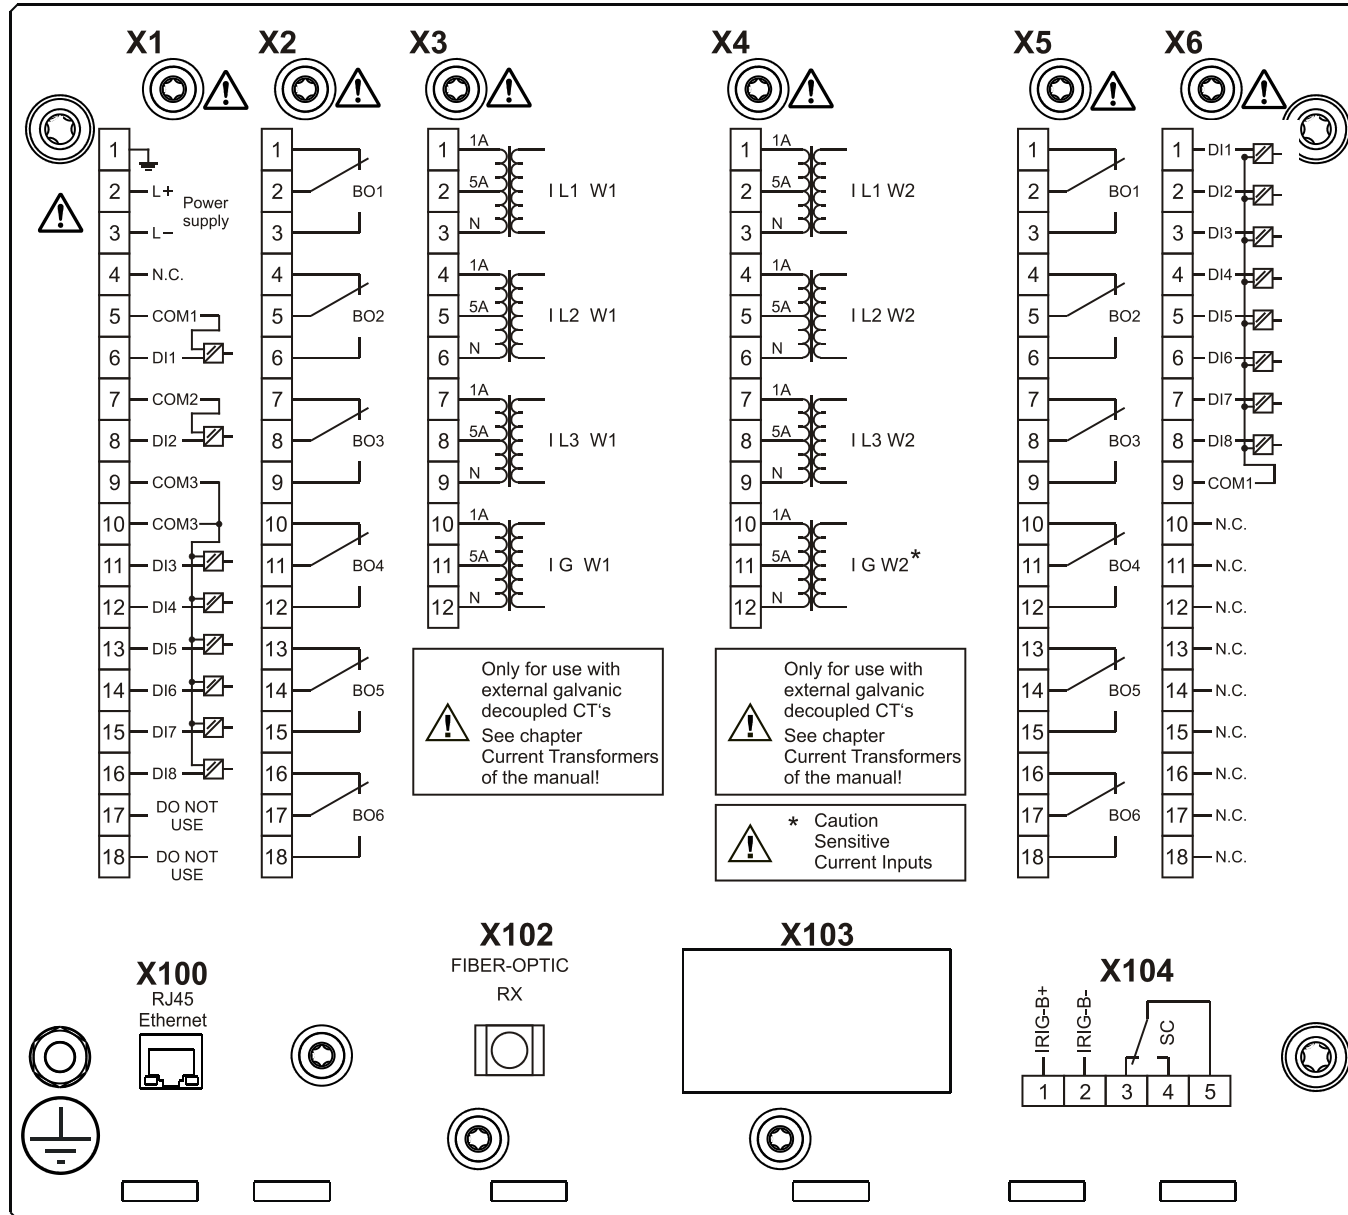 X1
1
2 L+
Power
supply
3 L-
4 N.C.
5 COM1
6 DI1
7 COM2
8 DI2
9 COM3
10 COM3
11 DI3
12 DI4
13 DI5
14 DI6
15 DI7
16 DI8
17 DO NOT
USE
18 DO NOT
USE
X2
1
2 BO1
3
4
5 BO2
6
7
8 BO3
9
10
11 BO4
12
13
14 BO5
15
16
17 BO6
18
X3
1 1A
2 5A I L1 W1
3 N
4 1A
5 5A I L2 W1
6 N
7 1A
8 5A I L3 W1
9 N
10 1A
11 5A I G W1
12 N
Only for use with
external galvanic
decoupled CT's
See chapter
Current Transformers
of the manual!
X4
1 1A
2 5A I L1 W2
3 N
4 1A
5 5A I L2 W2
6 N
7 1A
8 5A I L3 W2
9 N
10 1A
11 5A I G W2*
12 N
Only for use with
external galvanic
decoupled CT's
See chapter
Current Transformers
of the manual!
* Caution
Sensitive
Current Inputs
X5
1
2 BO1
3
4
5 BO2
6
7
8 BO3
9
10
11 BO4
12
13
14 BO5
15
16
17 BO6
18
X6
1 DI1
2 DI2
3 DI3
4 DI4
5 DI5
6 DI6
7 DI7
8 DI8
9 COM1
10 N.C.
11 N.C.
12 N.C.
13 N.C.
14 N.C.
15 N.C.
16 N.C.
17 N.C.
18 N.C.
X100
RJ45
Ethernet
X102
FIBER-OPTIC
RX
X103
X104
IRIG-B+
IRIG-B-
SC
1 2 3 4 5